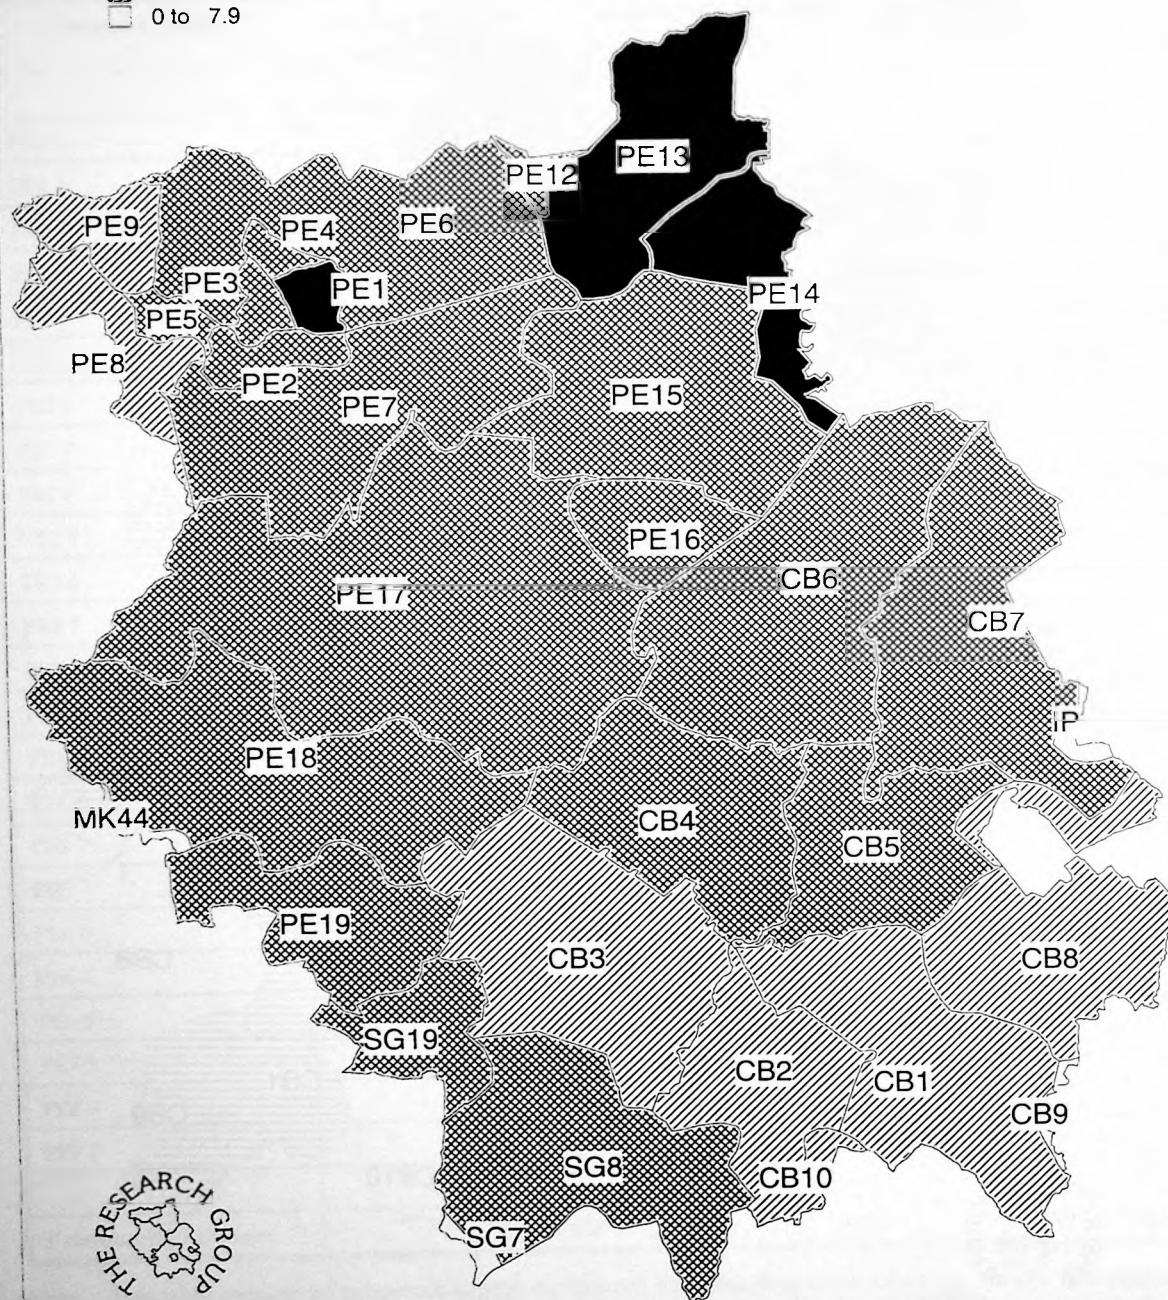 0 to 7.9
PE13
PE12
PE9
PE4
PE6
PE3
PE1
PE14
PE5
PE8
PE2
PE7
PE15
PE16
CB6
PE17
CB7
IP
PE18
MK44
CB4
CB5
PE19
CB3
CB8
SG19
CB2
CB1
CB9
SG8
CB10
SG7
THE RESEARCH GROUP